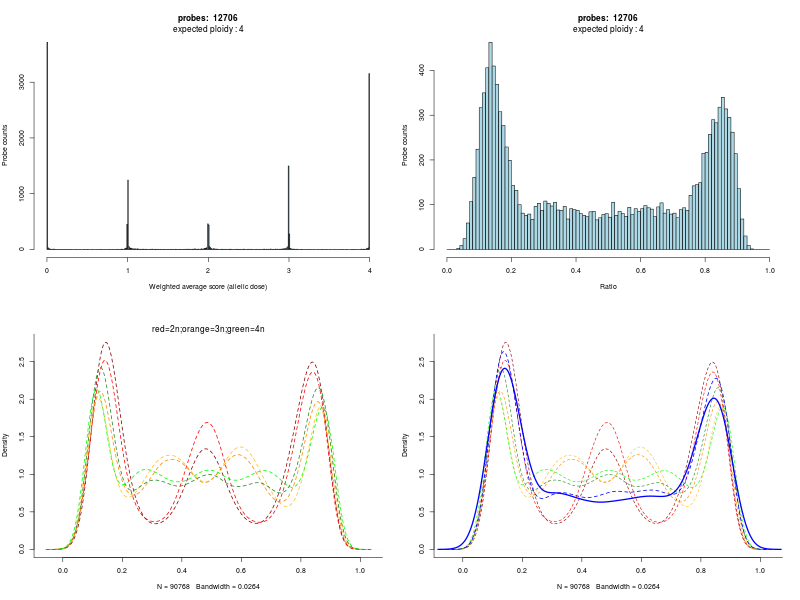 probes:  12706
expected ploidy : 4
Probe counts
3000
2000
1000
0
0 1 2 3 4
Weighted average score (allelic dose)
probes:  12706
expected ploidy : 4
Probe counts
400
300
200
100
0
0.0 0.2 0.4 0.6 0.8 1.0
Ratio
red=2n;orange=3n;green=4n
Density
2.5
2.0
1.5
1.0
0.5
0.0
0.0 0.2 0.4 0.6 0.8 1.0
N = 90768   Bandwidth = 0.0264
Density
2.5
2.0
1.5
1.0
0.5
0.0
0.0 0.2 0.4 0.6 0.8 1.0
N = 90768   Bandwidth = 0.0264